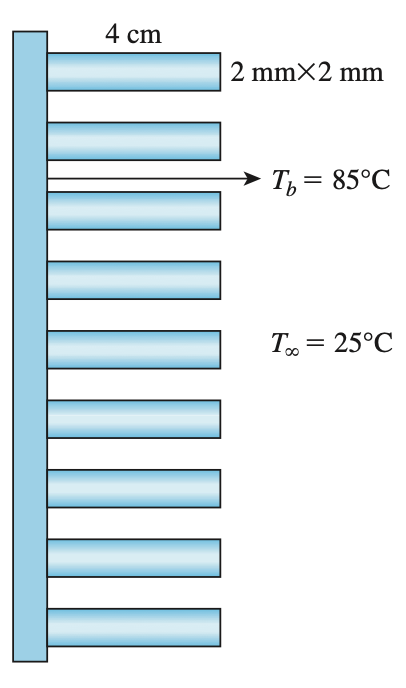 4 cm
2 mm×2 mm
T_b = 85°C
T_∞ = 25°C